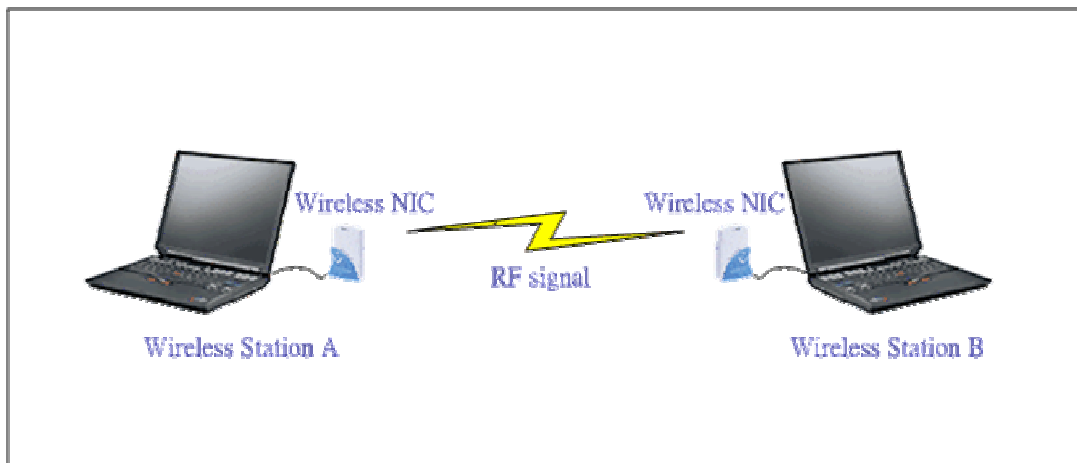 Wireless NIC
Wireless NIC
RF signal
Wireless Station A
Wireless Station B